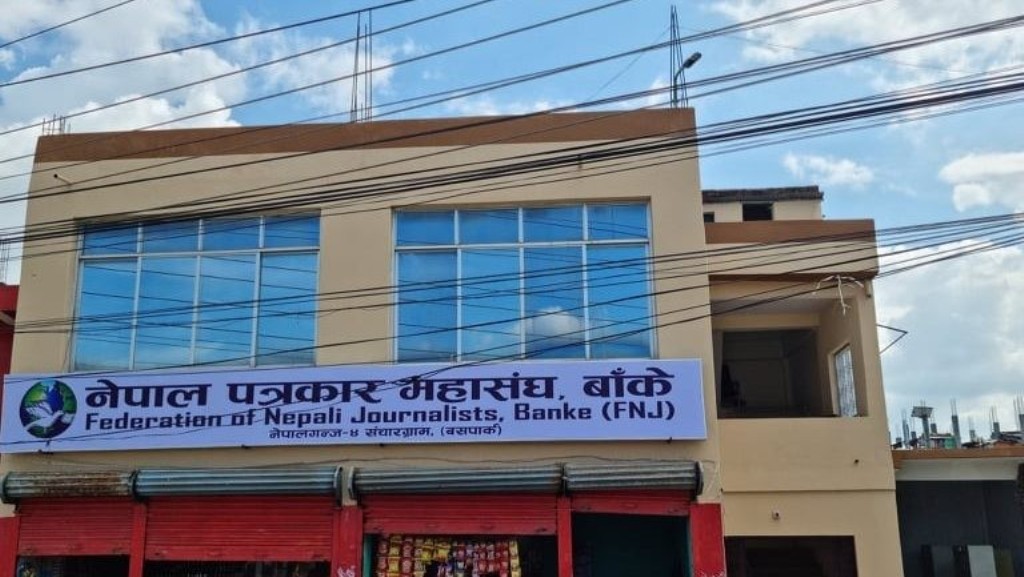 नेपाल पत्रकार महासंघ, बाँके
Federation of Nepali Journalists, Banke (FNJ)
नेपालगन्ज-४ संचारग्राम, (बसपार्क)